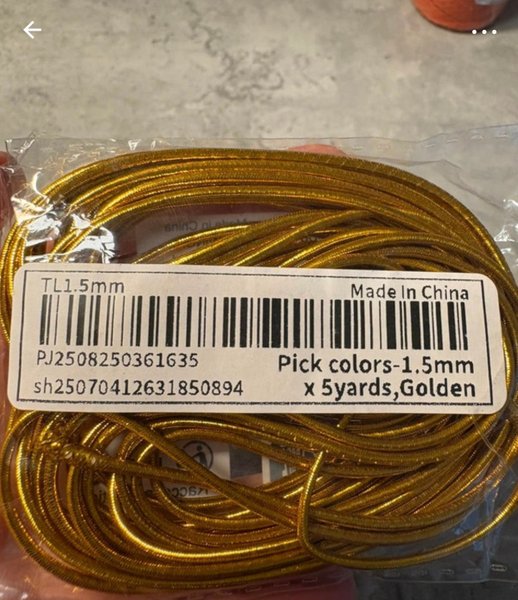 TL1.5mm
Made In China
PJ2508250361635
Pick colors-1.5mm
sh25070412631850894
x 5yards,Golden